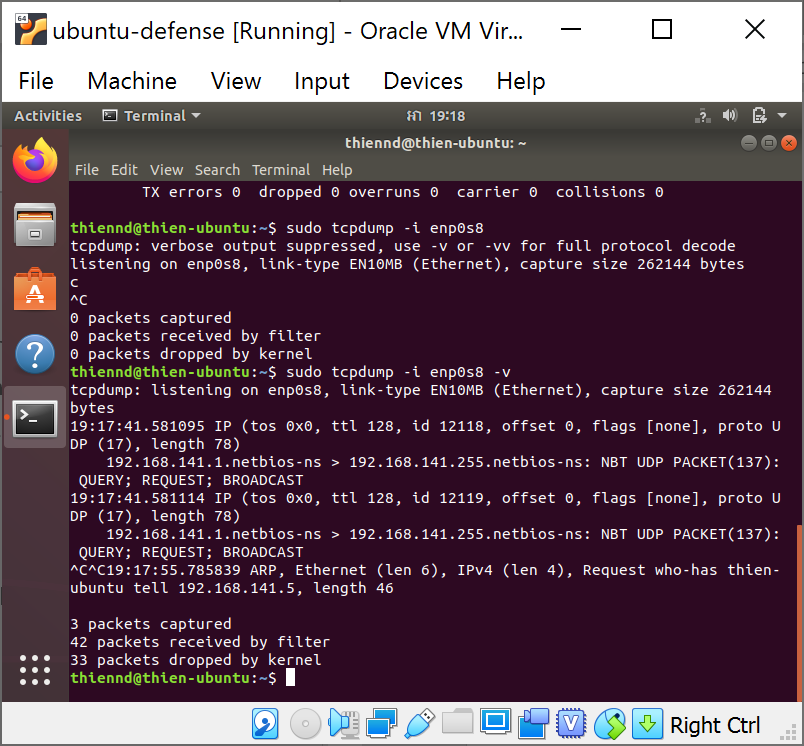 64
ubuntu-defense [Running] - Oracle VM Vir...
File Machine View Input Devices Help
Activities Terminal 19:18
thiennd@thien-ubuntu: ~
File Edit View Search Terminal Help
TX errors 0  dropped 0 overruns 0  carrier 0  collisions 0
thiennd@thien-ubuntu:~$ sudo tcpdump -i enp0s8
tcpdump: verbose output suppressed, use -v or -vv for full protocol decode
listening on enp0s8, link-type EN10MB (Ethernet), capture size 262144 bytes
c
^C
0 packets captured
0 packets received by filter
0 packets dropped by kernel
thiennd@thien-ubuntu:~$ sudo tcpdump -i enp0s8 -v
tcpdump: listening on enp0s8, link-type EN10MB (Ethernet), capture size 262144
bytes
19:17:41.581095 IP (tos 0x0, ttl 128, id 12118, offset 0, flags [none], proto U
DP (17), length 78)
192.168.141.1.netbios-ns > 192.168.141.255.netbios-ns: NBT UDP PACKET(137):
QUERY; REQUEST; BROADCAST
19:17:41.581114 IP (tos 0x0, ttl 128, id 12119, offset 0, flags [none], proto U
DP (17), length 78)
192.168.141.1.netbios-ns > 192.168.141.255.netbios-ns: NBT UDP PACKET(137):
QUERY; REQUEST; BROADCAST
^C^C19:17:55.785839 ARP, Ethernet (len 6), IPv4 (len 4), Request who-has thien-
ubuntu tell 192.168.141.5, length 46
3 packets captured
42 packets received by filter
33 packets dropped by kernel
thiennd@thien-ubuntu:~$
Right Ctrl